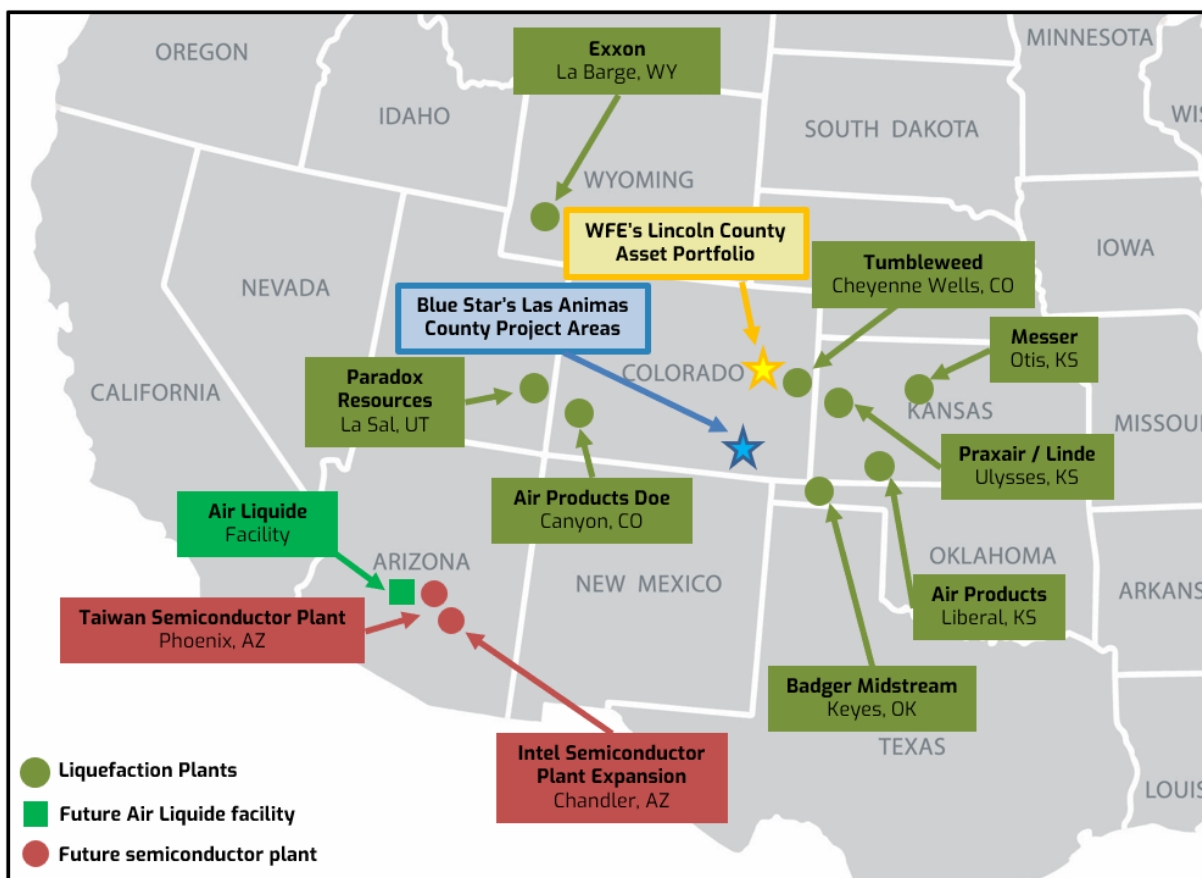 OREGON
IDAHO
Exxon
La Barge, WY
MINNESOTA
SOUTH DAKOTA
WIS
WYOMING
IOWA
NEVADA
WFE's Lincoln County
Asset Portfolio
Tumbleweed
Cheyenne Wells, CO
Blue Star's Las Animas
County Project Areas
Messer
Otis, KS
CALIFORNIA
COLORADO
KANSAS
MISSOU
Paradox
Resources
La Sal, UT
Praxair / Linde
Ulysses, KS
Air Products Doe
Canyon, CO
Air Liquide
Facility
ARIZONA
NEW MEXICO
OKLAHOMA
ARKANS
Air Products
Liberal, KS
Taiwan Semiconductor Plant
Phoenix, AZ
Badger Midstream
Keyes, OK
TEXAS
Intel Semiconductor
Plant Expansion
Chandler, AZ
LOUIS
Liquefaction Plants
Future Air Liquide facility
Future semiconductor plant